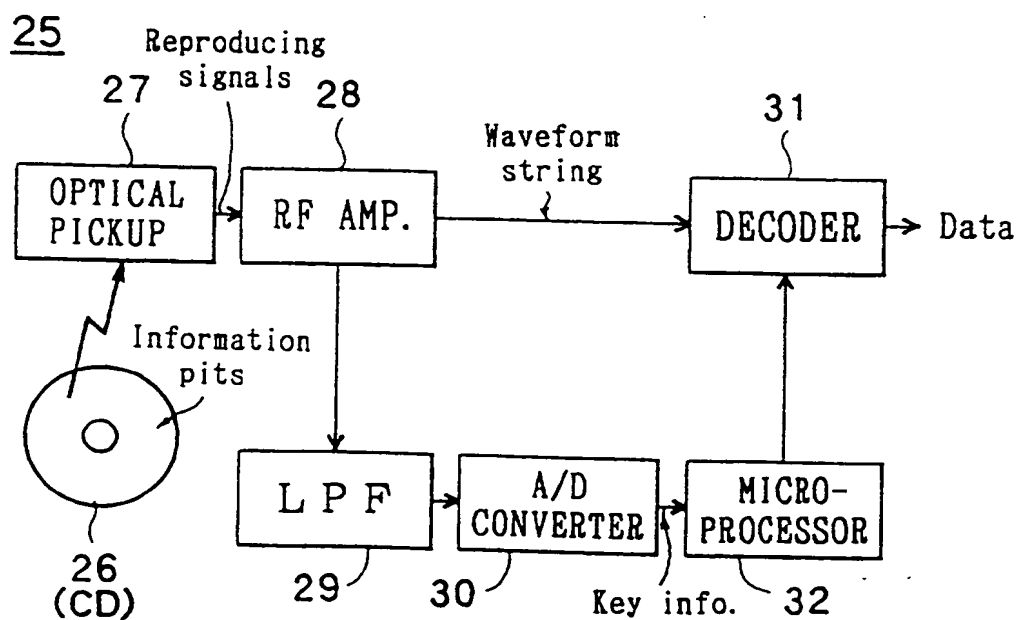 25
Reproducing
signals
27
28
31
Waveform
string
OPTICAL
PICKUP
RF AMP.
DECODER
Data
Information
pits
LPF
A/D
CONVERTER
MICRO-
PROCESSOR
26
(CD)
29
30
Key info.
32